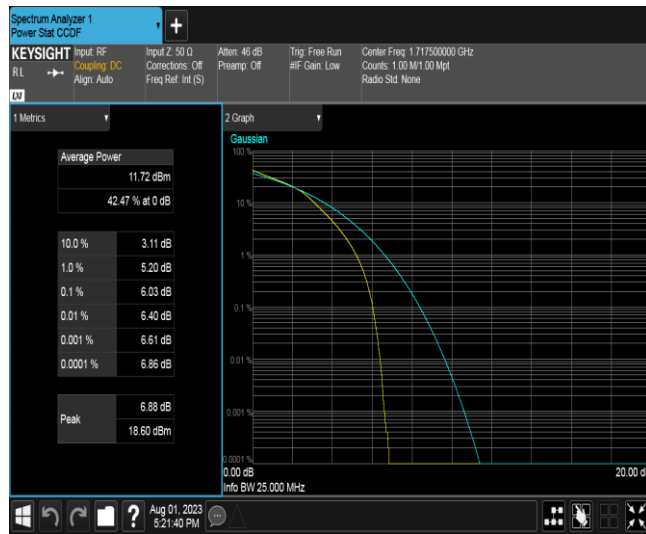 Spectrum Analyzer 1
Power Stat CCDF
+
KEYSIGHT
RL
LXI
Input: RF
Coupling: DC
Align: Auto
Input Z: 50 Ω
Corrections: Off
Freq Ref: Int (S)
Atten: 46 dB
Preamp: Off
Trig: Free Run
#IF Gain: Low
Center Freq: 1.717500000 GHz
Counts: 1.00 M/1.00 Mpt
Radio Std: None
1 Metrics
Average Power
11.72 dBm
42.47 % at 0 dB
10.0 % 3.11 dB
1.0 % 5.20 dB
0.1 % 6.03 dB
0.01 % 6.40 dB
0.001 % 6.61 dB
0.0001 % 6.86 dB
Peak
6.88 dB
18.60 dBm
2 Graph
Gaussian
100 %
10 %
1 %
0.1 %
0.01 %
0.001 %
0.0001 %
0.00 dB
20.00 d
Info BW 25.000 MHz
?
Aug 01, 2023
5:21:40 PM